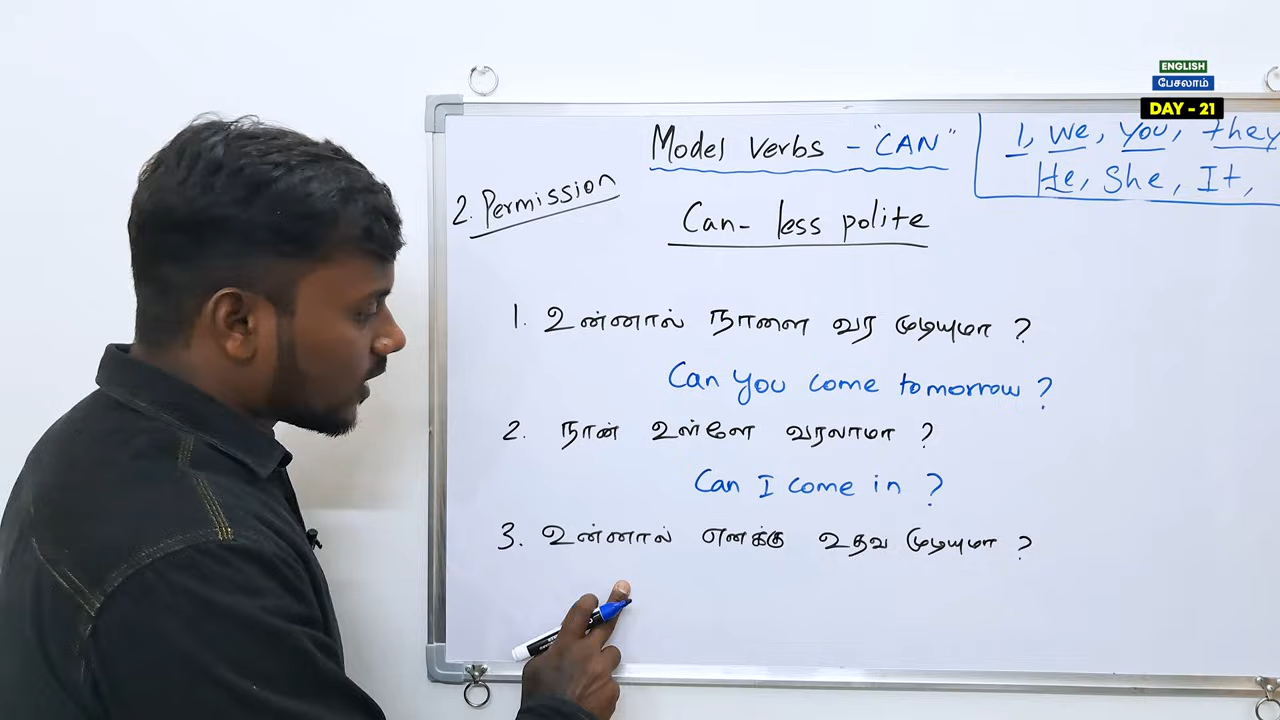 ENGLISH
பேசலாம்
DAY - 21
Model Verbs - "CAN"
1, We, You, they
He, She, It,
2. Permission
Can- less polite
1. உன்னால் நாளை வர முடியுமா ?
Can you come tomorrow ?
2. நான் உள்ளே வரலாமா ?
Can I come in ?
3. உன்னால் எனக்கு உதவ முடியுமா ?